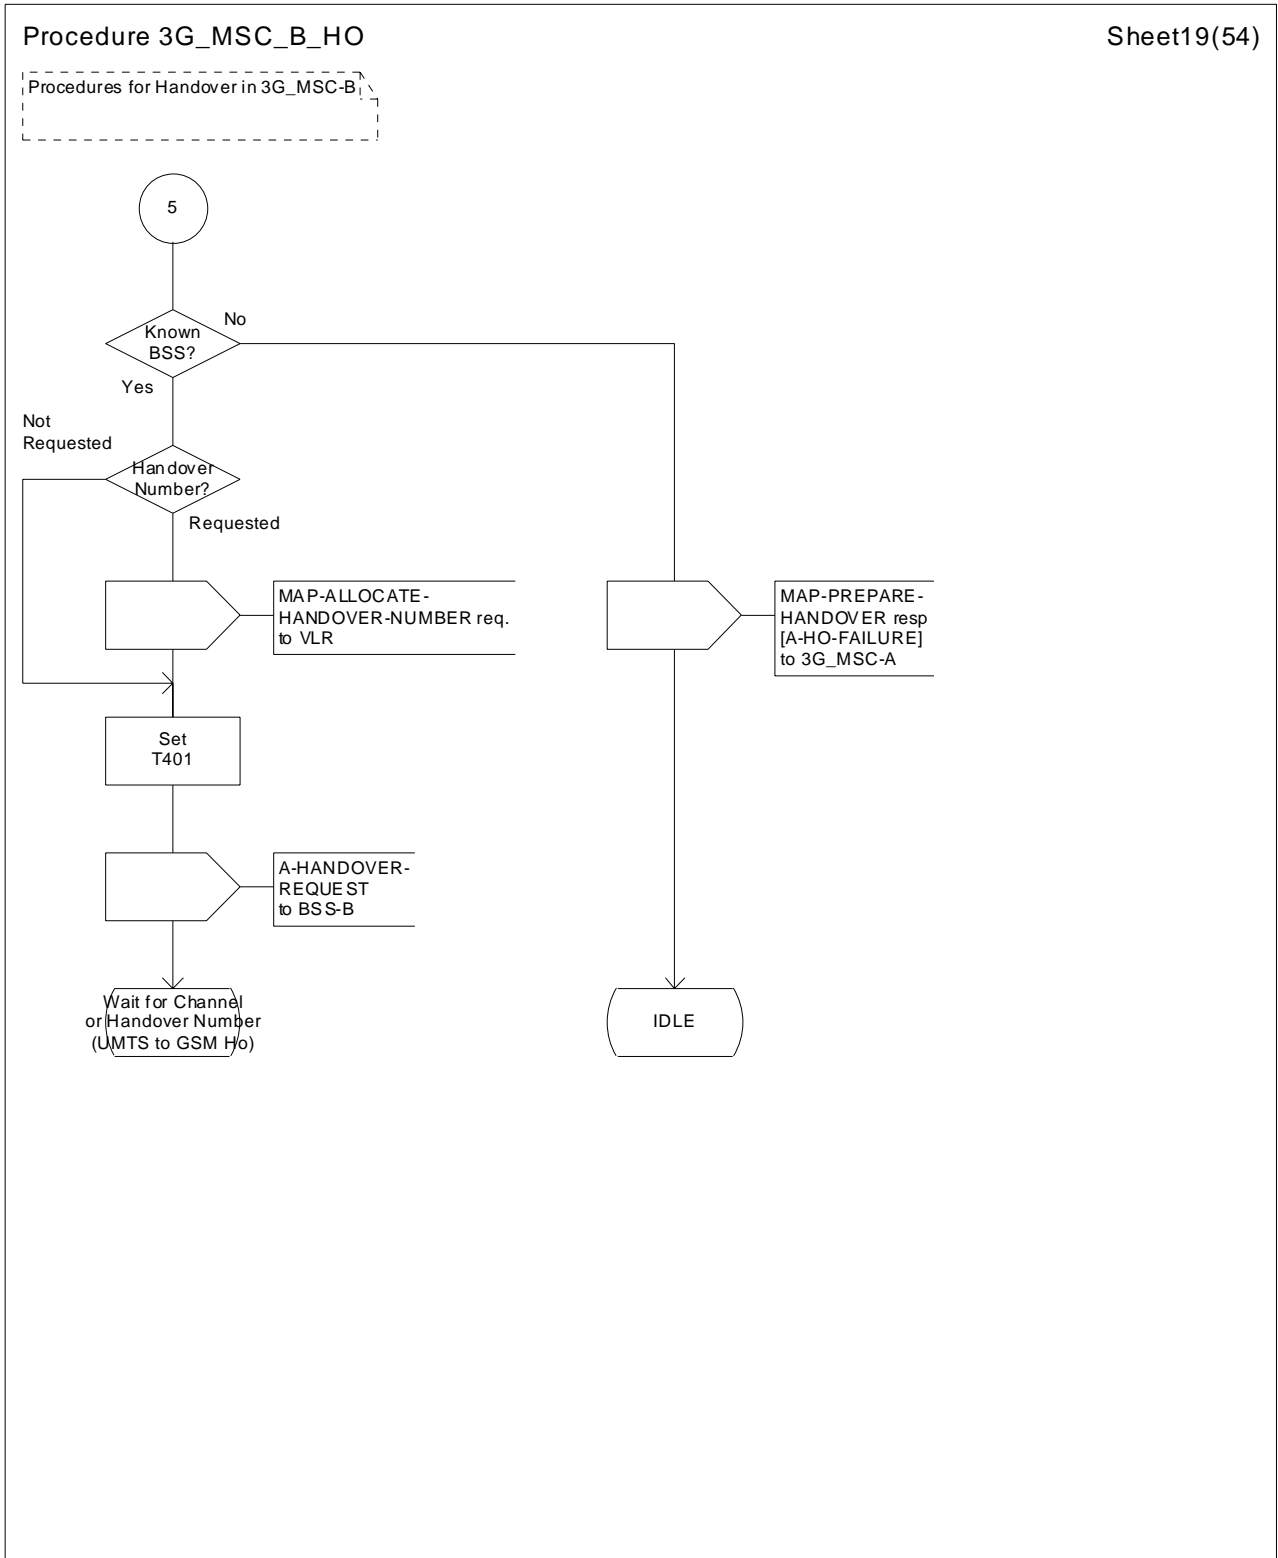 Procedure 3G_MSC_B_HO
Sheet19(54)
Procedures for Handover in 3G_MSC-B
5
Known
BSS?
No
Yes
Not
Requested
Handover
Number?
Requested
MAP-ALLOCATE-
HANDOVER-NUMBER req.
to VLR
MAP-PREPARE-
HANDOVER resp
[A-HO-FAILURE]
to 3G_MSC-A
Set
T401
A-HANDOVER-
REQUEST
to BSS-B
Wait for Channel
or Handover Number
(UMTS to GSM Ho)
IDLE